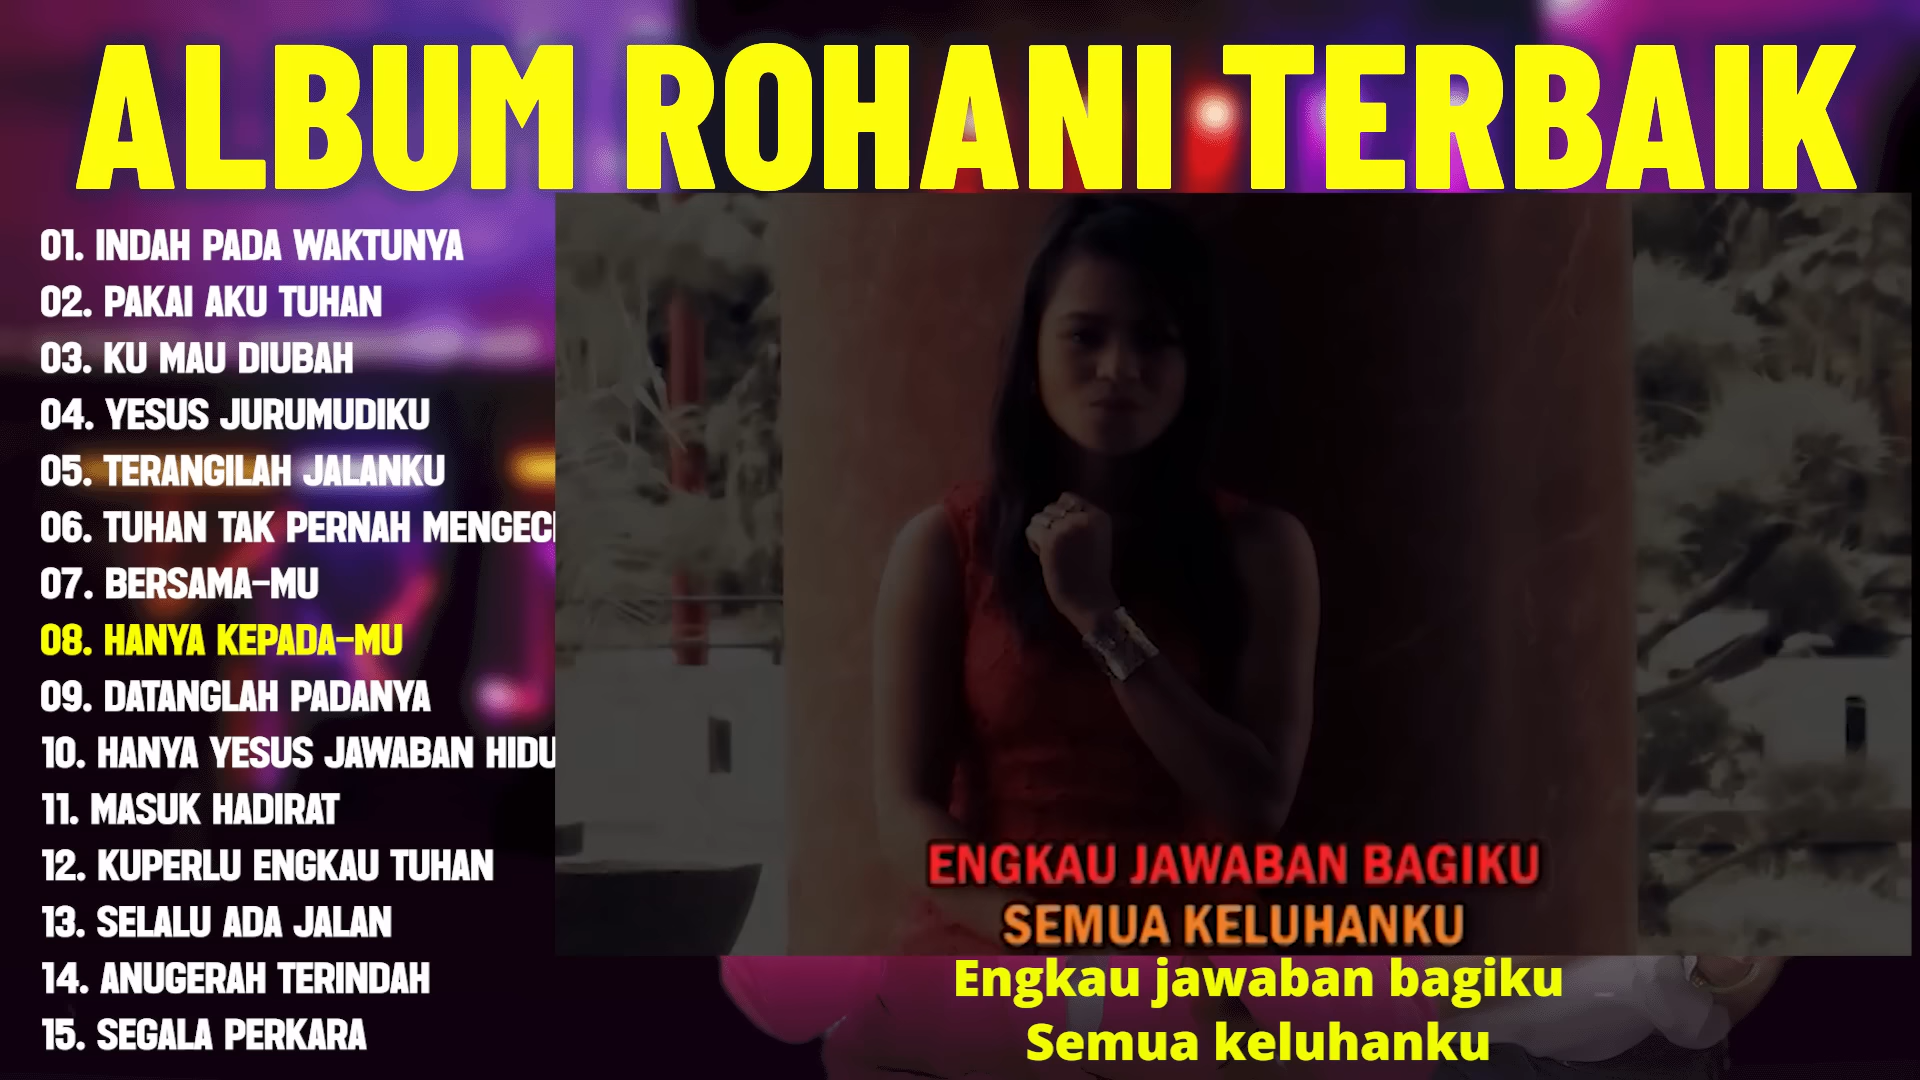 ALBUM ROHANI TERBAIK
01. INDAH PADA WAKTUNYA
02. PAKAI AKU TUHAN
03. KU MAU DIUBAH
04. YESUS JURUMUDIKU
05. TERANGILAH JALANKU
06. TUHAN TAK PERNAH
07. BERSAMA-MU
08. HANYA KEPADA-MU
09. DATANGLAH PADANYA
10. HANYA YESUS JAWABAN HIDU
11. MASUK HADIRAT
12. KUPERLU ENGKAU TUHAN
13. SELALU ADA JALAN
14. ANUGERAH TERINDAH
15. SEGALA PERKARA
ENGKAU JAWABAN BAGIKU
SEMUA KELUHANKU
Engkau jawaban bagiku
Semua keluhanku